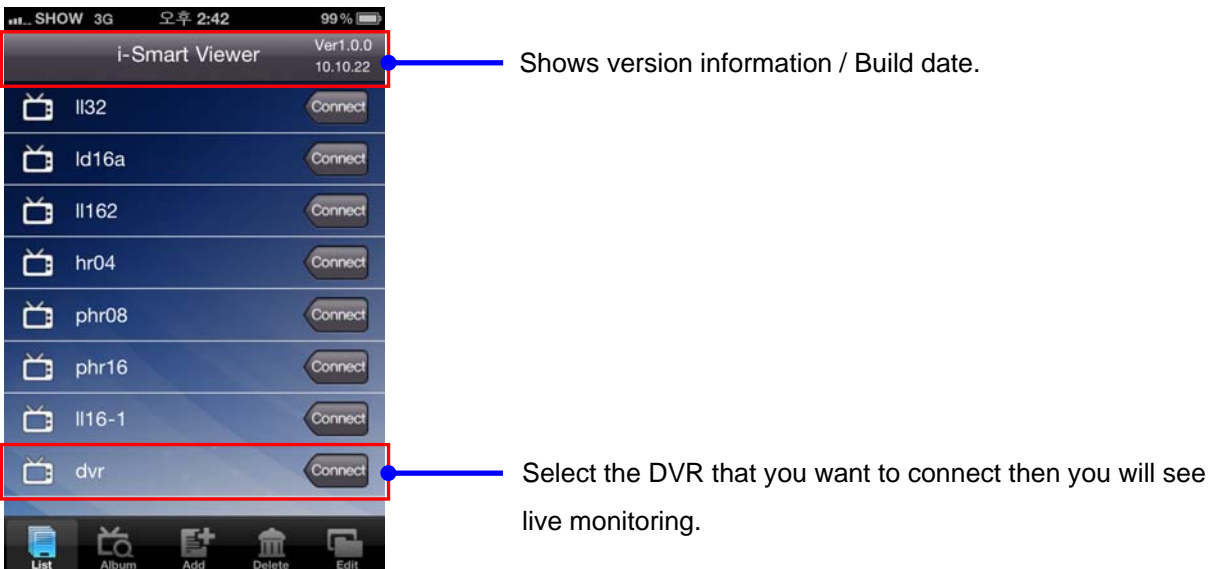 SHOW 3G 오후 2:42 99%
i-Smart Viewer Ver1.0.0
10.10.22
Shows version information / Build date.
ll32 Connect
ld16a Connect
ll162 Connect
hr04 Connect
phr08 Connect
phr16 Connect
ll16-1 Connect
dvr Connect
Select the DVR that you want to connect then you will see
live monitoring.
List Album Add Delete Edit